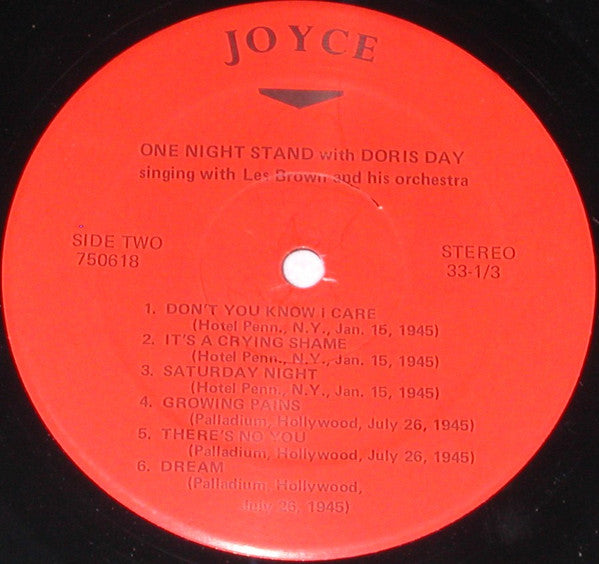 JOYCE
ONE NIGHT STAND with DORIS DAY
singing with Les Brown and his orchestra
SIDE TWO
750618
STEREO
33-1/3
1. DON'T YOU KNOW i CARE
(Hotel Penn., N.Y., Jan. 15, 1945)
2. IT'S A CRYING SHAME
(Hotel Penn., N.Y., Jan. 15, 1945)
3. SATURDAY NIGHT
(Hotel Penn., N.Y., Jan. 15, 1945)
4. GROWING PAINS
(Palladium, Hollywood, July 26, 1945)
5. THERE'S NO YOU
(Palladium, Hollywood, July 26, 1945)
6. DREAM
(Palladium, Hollywood,
July 26, 1945)